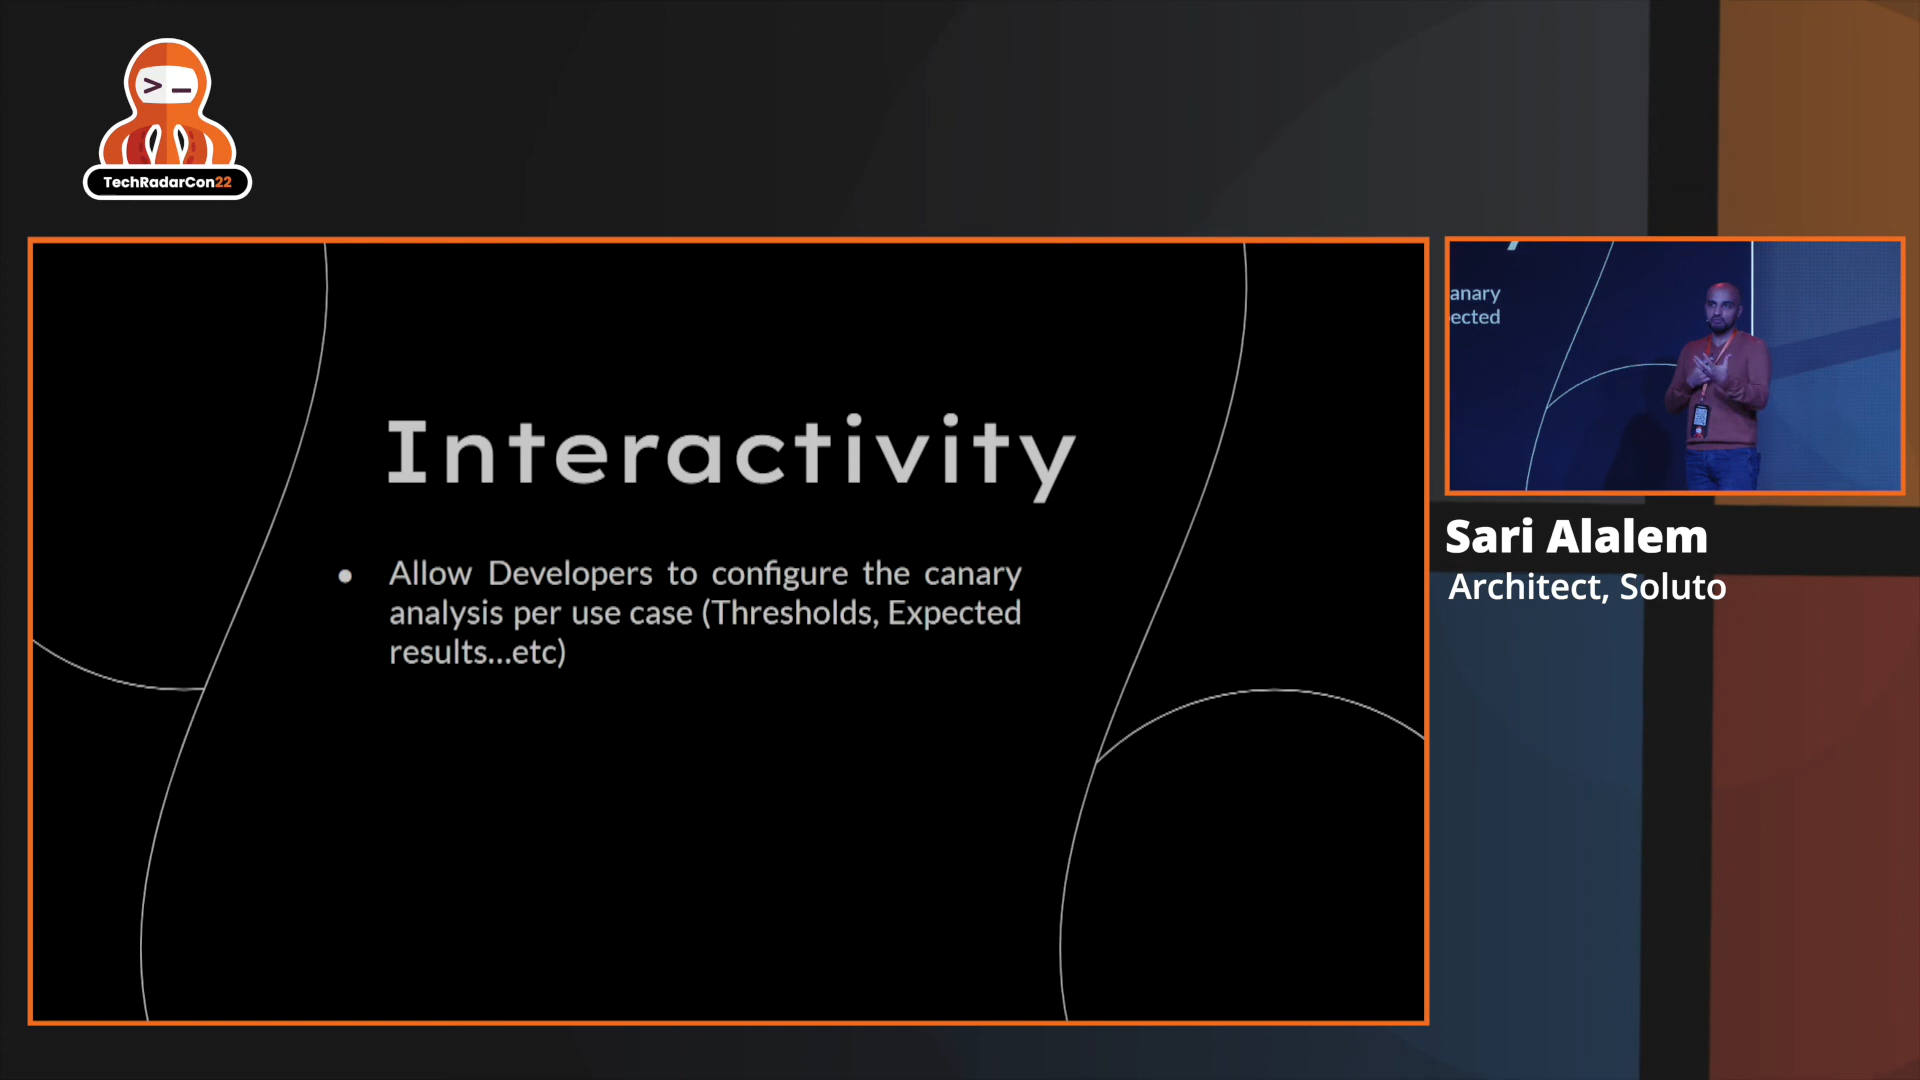 >_
TechRadarCon22
Interactivity
● Allow Developers to configure the canary
analysis per use case (Thresholds, Expected
results...etc)
anary
ected
Sari Alalem
Architect, Soluto